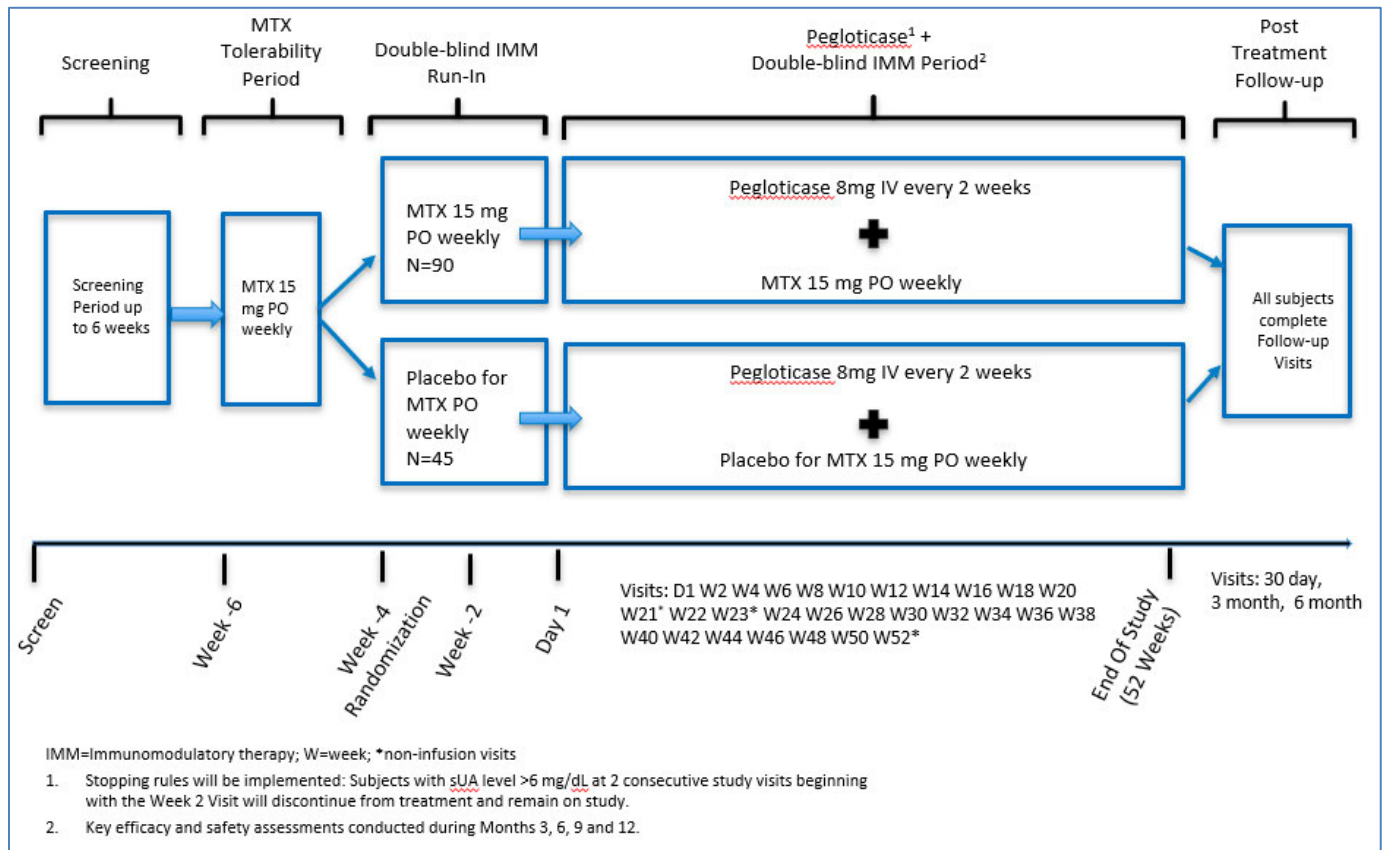 Screening
MTX
Tolerability
Period
Double-blind IMM
Run-In
Pegloticase¹ +
Double-blind IMM Period²
Post
Treatment
Follow-up
Screening
Period up
to 6 weeks
MTX 15
mg PO
weekly
MTX 15 mg
PO weekly
N=90
Pegloticase 8mg IV every 2 weeks
MTX 15 mg PO weekly
Placebo for
MTX PO
weekly
N=45
Pegloticase 8mg IV every 2 weeks
Placebo for MTX 15 mg PO weekly
All subjects
complete
Follow-up
Visits
Screen
Week -6
Week -4
Randomization
Week -2
Day 1
Visits: D1 W2 W4 W6 W8 W10 W12 W14 W16 W18 W20
W21* W22 W23* W24 W26 W28 W30 W32 W34 W36 W38
W40 W42 W44 W46 W48 W50 W52*
End Of Study
(52 Weeks)
Visits: 30 day,
3 month, 6 month
IMM=Immunomodulatory therapy; W=week; *non-infusion visits
1. Stopping rules will be implemented: Subjects with sUA level >6 mg/dL at 2 consecutive study visits beginning
with the Week 2 Visit will discontinue from treatment and remain on study.
2. Key efficacy and safety assessments conducted during Months 3, 6, 9 and 12.